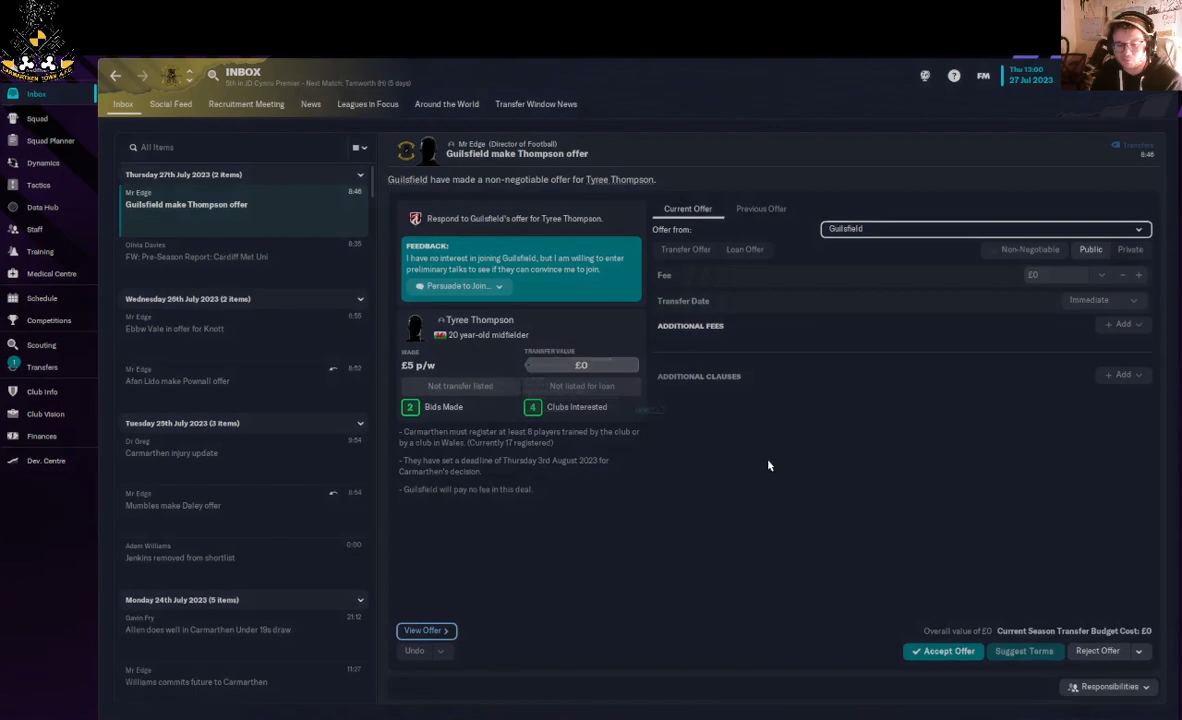 CARMARTHEN TOWN A.F.C.
INBOX
5th in JD Cymru Premier - Next Match: Tamworth (H) (5 days)
FM
Thu 13:00
27 Jul 2023
Inbox
Squad
Squad Planner
Dynamics
Tactics
Data Hub
Staff
Training
Medical Centre
Schedule
Competitions
Scouting
1
Transfers
Club Info
Club Vision
Finances
Dev. Centre
Inbox
Social Feed
Recruitment Meeting
News
Leagues in Focus
Around the World
Transfer Window News
All Items
Thursday 27th July 2023 (2 items)
Mr Edge
8:46
Guilsfield make Thompson offer
Olivia Davies
8:35
FW: Pre-Season Report: Cardiff Met Uni
Wednesday 26th July 2023 (2 items)
Mr Edge
8:55
Ebbw Vale in offer for Knott
Mr Edge
8:52
Afan Lido make Pownall offer
Tuesday 25th July 2023 (3 items)
Dr Greg
9:54
Carmarthen injury update
Mr Edge
8:54
Mumbles make Daley offer
Adam Williams
0:00
Jenkins removed from shortlist
Monday 24th July 2023 (5 items)
Gavin Fry
21:12
Allen does well in Carmarthen Under 19s draw
Mr Edge
11:27
Williams commits future to Carmarthen
Mr Edge (Director of Football)
Guilsfield make Thompson offer
Transfers
8:46
Guilsfield have made a non-negotiable offer for Tyree Thompson.
Respond to Guilsfield's offer for Tyree Thompson.
FEEDBACK:
I have no interest in joining Guilsfield, but I am willing to enter
preliminary talks to see if they can convince me to join.
Persuade to Join...
Tyree Thompson
20 year-old midfielder
WAGE
£5 p/w
TRANSFER VALUE
£0
Not transfer listed
Not listed for loan
2
Bids Made
4
Clubs Interested
- Carmarthen must register at least 8 players trained by the club or
by a club in Wales. (Currently 17 registered)
- They have set a deadline of Thursday 3rd August 2023 for
Carmarthen's decision.
- Guilsfield will pay no fee in this deal.
Current Offer
Previous Offer
Offer from:
Guilsfield
Transfer Offer
Loan Offer
Non-Negotiable
Public
Private
Fee
£0
Transfer Date
Immediate
ADDITIONAL FEES
+ Add
ADDITIONAL CLAUSES
+ Add
View Offer >
Undo
Overall value of £0 Current Season Transfer Budget Cost: £0
Accept Offer
Suggest Terms
Reject Offer
Responsibilities